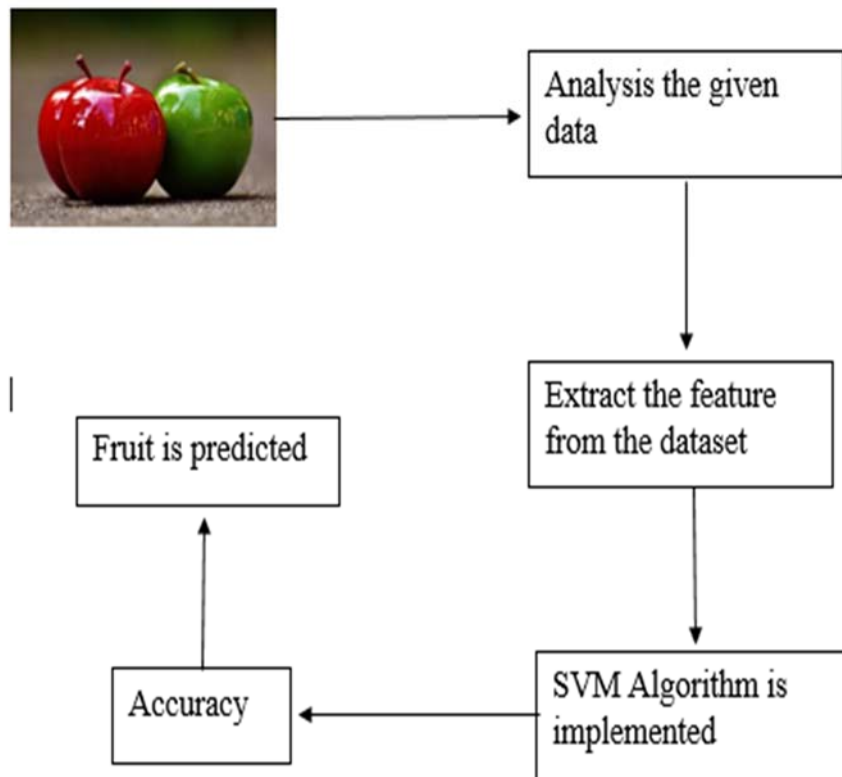 Analysis the given
data
Extract the feature
from the dataset
SVM Algorithm is
implemented
Accuracy
Fruit is predicted